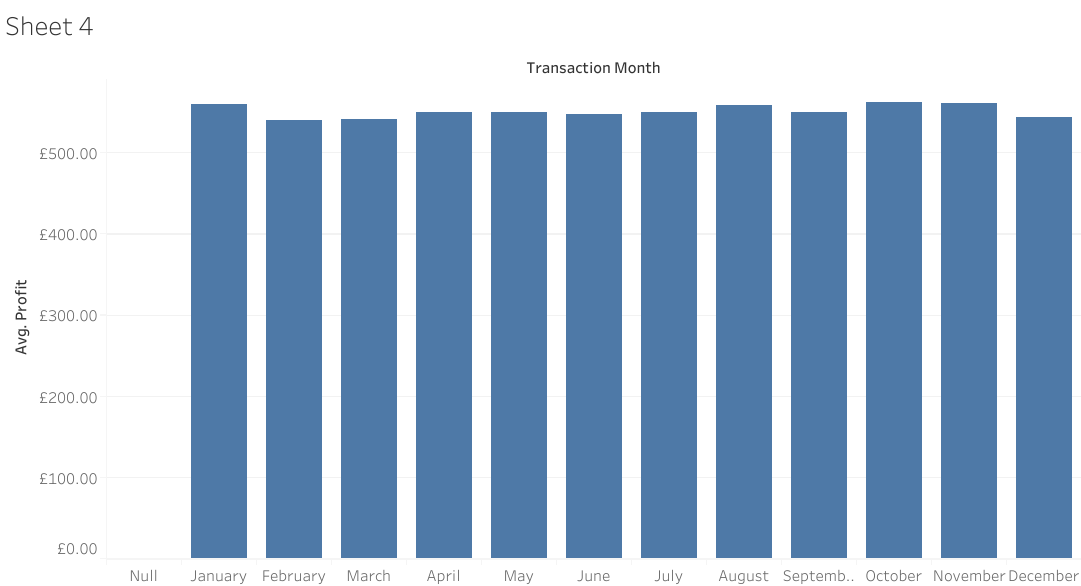 Sheet 4
Transaction Month
Avg. Profit
£500.00
£400.00
£300.00
£200.00
£100.00
£0.00
Null January February March April May June July August Septemb.. October November December